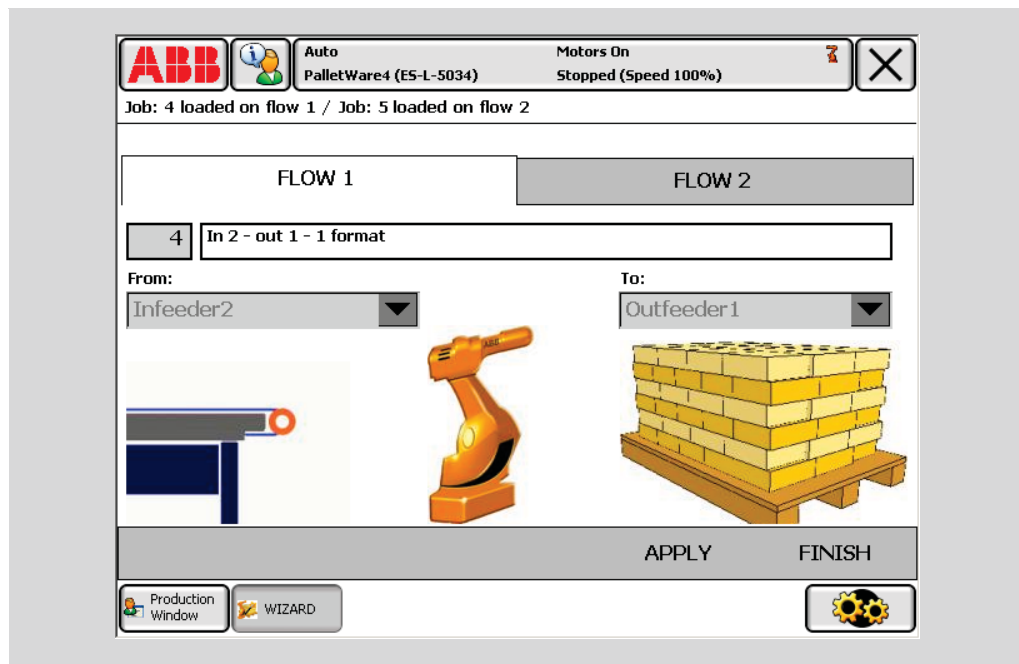 ABB
Auto
Motors On
PalletWare4 (ES-L-5034)
Stopped (Speed 100%)
Job: 4 loaded on flow 1 / Job: 5 loaded on flow 2
FLOW 1
FLOW 2
4
In 2 - out 1 - 1 format
From:
To:
Infeeder2
Outfeeder1
ABB
APPLY
FINISH
Production
Window
WIZARD